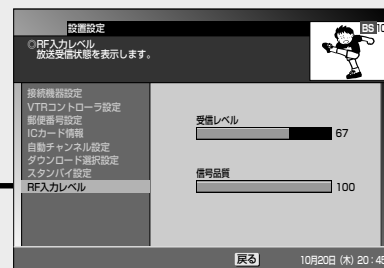 設置設定
BS 10
◎RF入力レベル
放送受信状態を表示します。
接続機器設定
VTRコントローラ設定
郵便番号設定
ICカード情報
自動チャンネル設定
ダウンロード選択設定
スタンバイ設定
RF入力レベル
受信レベル
67
信号品質
100
戻る
10月20日 (木) 20:45